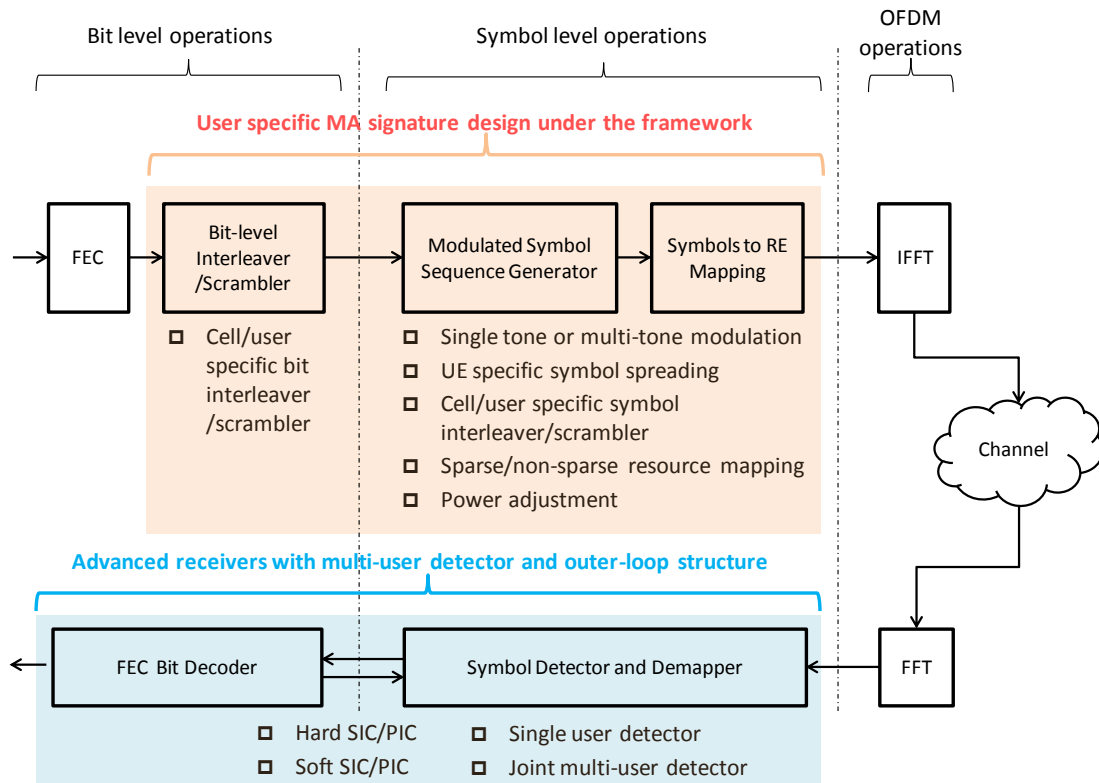 Bit level operations
Symbol level operations
OFDM
operations
User specific MA signature design under the framework
FEC
Bit-level
Interleaver
/Scrambler
Modulated Symbol
Sequence Generator
Symbols to RE
Mapping
IFFT
Cell/user
specific bit
interleaver
/scrambler
Single tone or multi-tone modulation
UE specific symbol spreading
Cell/user specific symbol
interleaver/scrambler
Sparse/non-sparse resource mapping
Power adjustment
Channel
Advanced receivers with multi-user detector and outer-loop structure
FEC Bit Decoder
Symbol Detector and Demapper
FFT
Hard SIC/PIC
Single user detector
Soft SIC/PIC
Joint multi-user detector